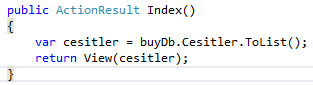 public ActionResult Index()
{
var cesitler = buyDb.Cesitler.ToList();
return View(cesitler);
}